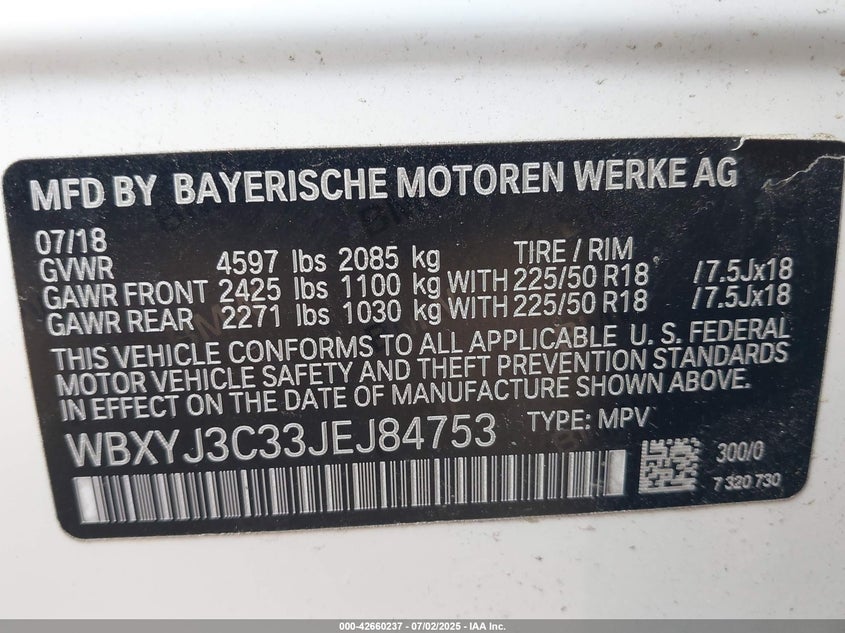 MFD BY BAYERISCHE MOTOREN WERKE AG
07/18
GVWR 4597 lbs 2085 kg TIRE / RIM
GAWR FRONT 2425 lbs 1100 kg WITH 225/50 R18 /7.5Jx18
GAWR REAR 2271 lbs 1030 kg WITH 225/50 R18 /7.5Jx18
THIS VEHICLE CONFORMS TO ALL APPLICABLE U. S. FEDERAL
MOTOR VEHICLE SAFETY AND THEFT PREVENTION STANDARDS
IN EFFECT ON THE DATE OF MANUFACTURE SHOWN ABOVE.
WBXYJ3C33JEJ84753 TYPE: MPV
300/0
7 320 730
000-42660237 - 07/02/2025 - IAA Inc.